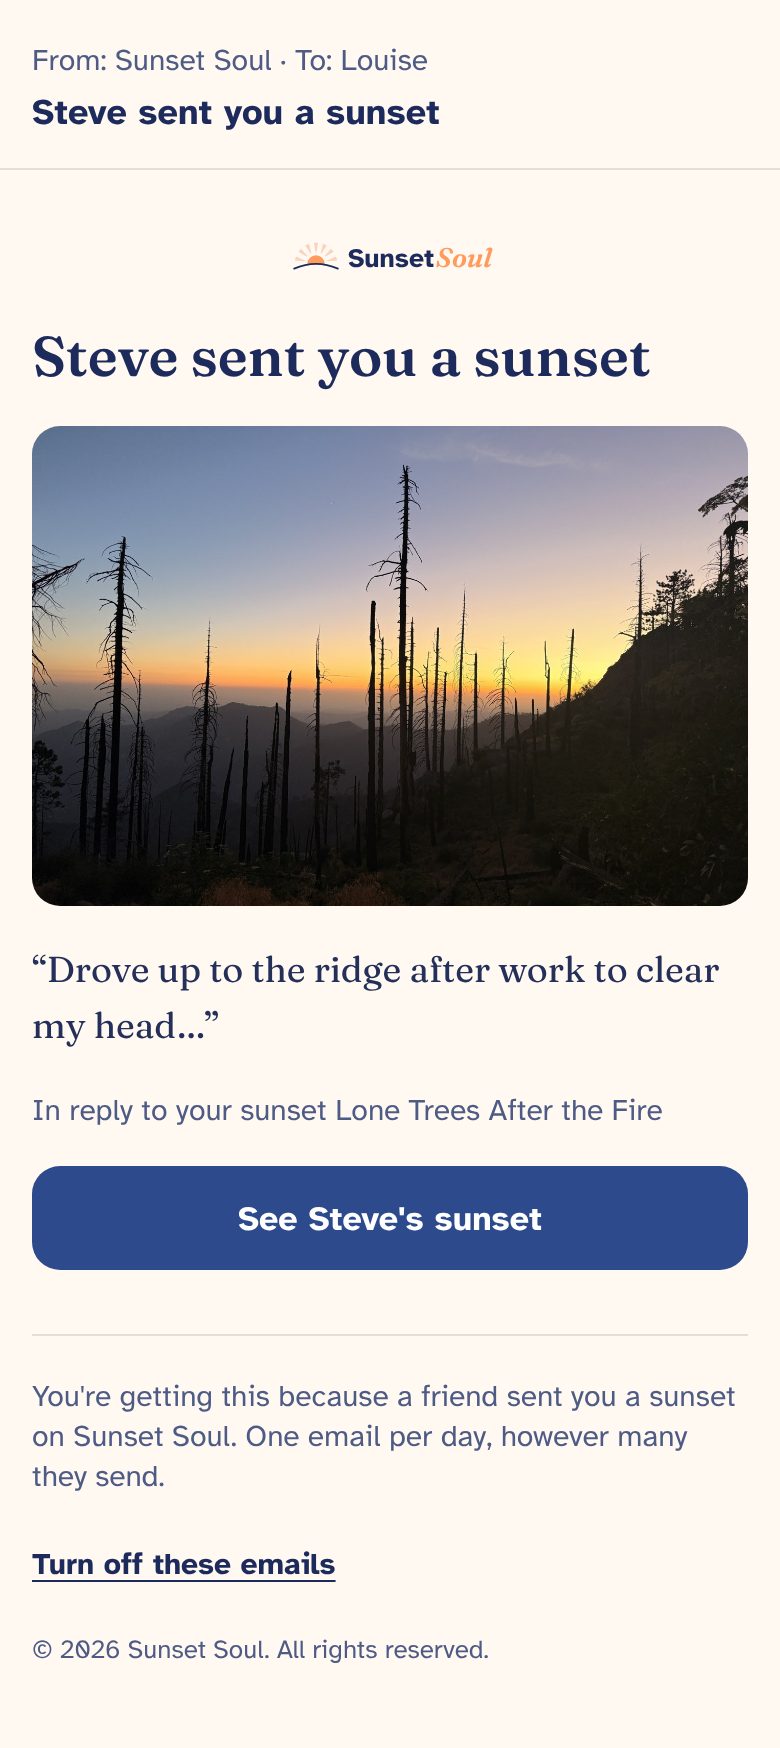 From: Sunset Soul · To: Louise
Steve sent you a sunset
SunsetSoul
Steve sent you a sunset
“Drove up to the ridge after work to clear
my head...”
In reply to your sunset Lone Trees After the Fire
See Steve's sunset
You're getting this because a friend sent you a sunset
on Sunset Soul. One email per day, however many
they send.
Turn off these emails
© 2026 Sunset Soul. All rights reserved.